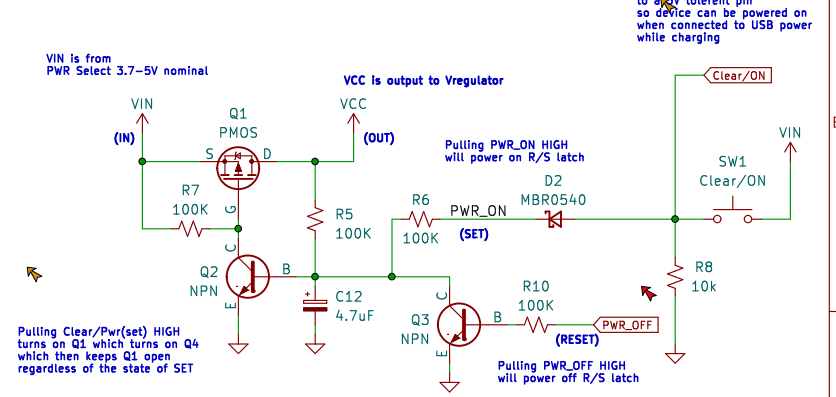 to a 5V tolerent pin
so device can be powered on
when connected to USB power
while charging
VIN is from
PWR Select 3.7-5V nominal
VCC is output to Vregulator
Clear/ON
VIN
(IN)
Q1
PMOS
S
D
G
VCC
(OUT)
Pulling PWR_ON HIGH
will power on R/S latch
VIN
SW1
Clear/ON
D2
MBR0540
R7
100K
R5
100K
R6
100K
PWR_ON
(SET)
Q2
NPN
C
B
E
+
C12
4.7uF
R8
10k
Q3
NPN
C
B
E
R10
100K
PWR_OFF
(RESET)
Pulling Clear/Pwr(set) HIGH
turns on Q1 which turns on Q4
which then keeps Q1 open
regardless of the state of SET
Pulling PWR_OFF HIGH
will power off R/S latch